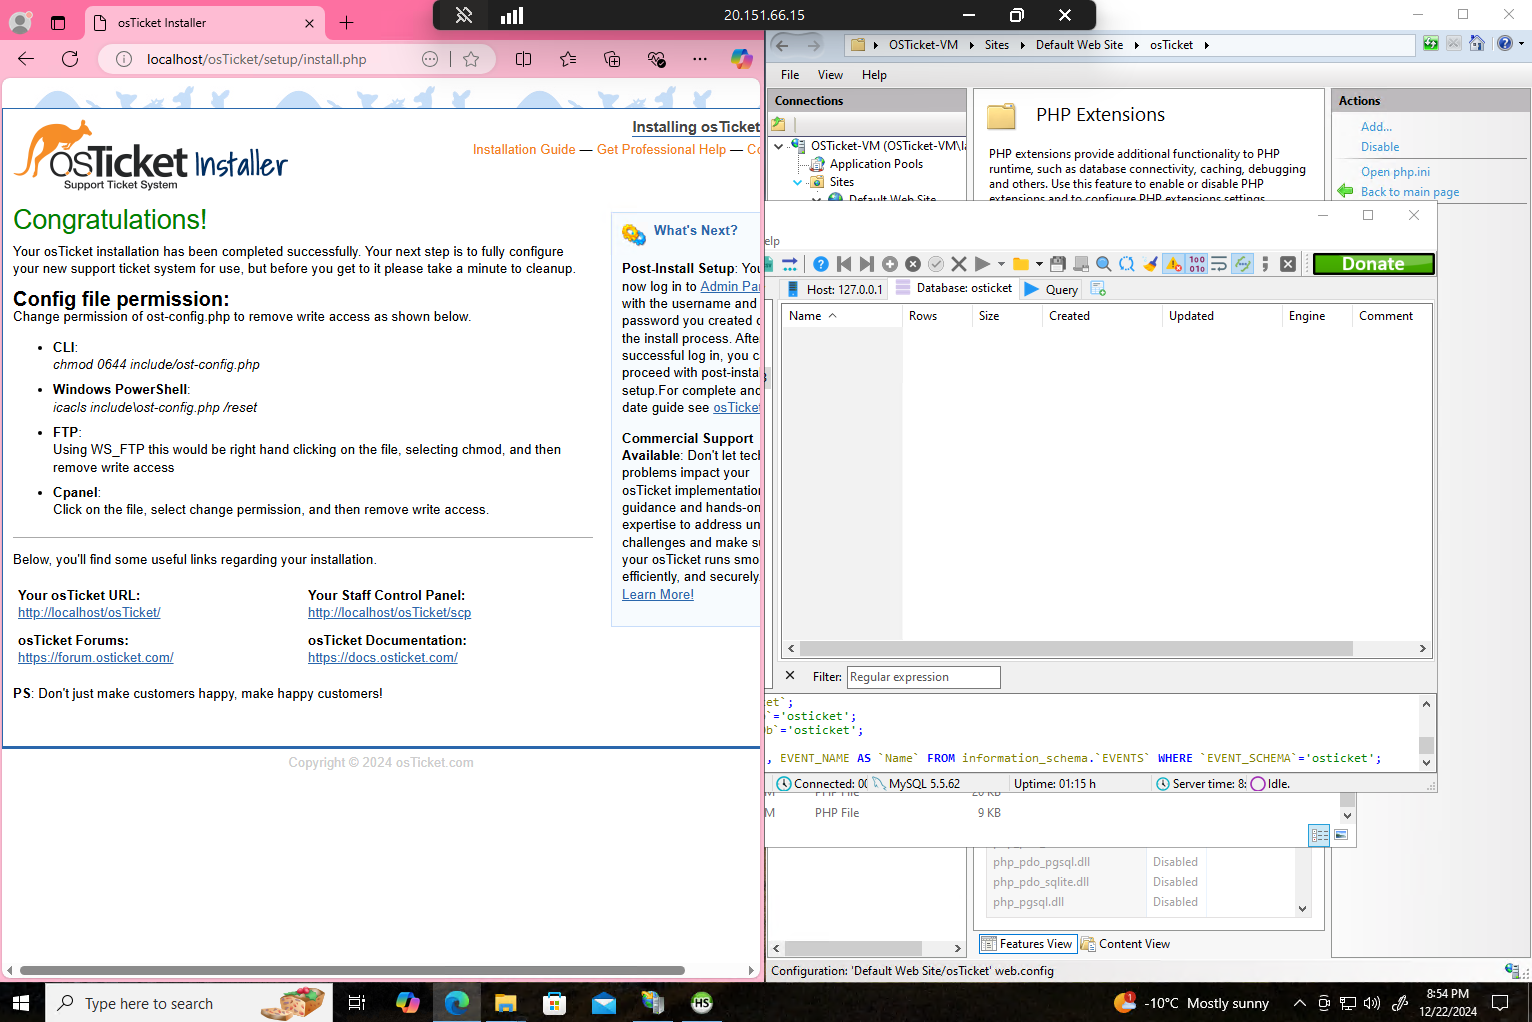 osTicket Installer
20.151.66.15
localhost/osTicket/setup/install.php
OSTicket-VM
Sites
Default Web Site
osTicket
File
View
Help
Connections
OSTicket-VM (OSTicket-VM\la
Application Pools
Sites
Default Web Site
PHP Extensions
PHP extensions provide additional functionality to PHP
runtime, such as database connectivity, caching, debugging
and others. Use this feature to enable or disable PHP
extensions and to configure PHP extensions settings.
Actions
Add...
Disable
Open php.ini
Back to main page
osTicket Installer
Support Ticket System
Installing osTicket
Installation Guide — Get Professional Help — Co
Congratulations!
Your osTicket installation has been completed successfully. Your next step is to fully configure
your new support ticket system for use, but before you get to it please take a minute to cleanup.
Config file permission:
Change permission of ost-config.php to remove write access as shown below.
• CLI:
chmod 0644 include/ost-config.php
• Windows PowerShell:
icacls include\ost-config.php /reset
• FTP:
Using WS_FTP this would be right hand clicking on the file, selecting chmod, and then
remove write access
• Cpanel:
Click on the file, select change permission, and then remove write access.
Below, you'll find some useful links regarding your installation.
Your osTicket URL:
http://localhost/osTicket/
Your Staff Control Panel:
http://localhost/osTicket/scp
osTicket Forums:
https://forum.osticket.com/
osTicket Documentation:
https://docs.osticket.com/
PS: Don't just make customers happy, make happy customers!
Copyright © 2024 osTicket.com
What's Next?
Post-Install Setup: You
now log in to Admin Pa
with the username and
password you created d
the install process. Afte
successful log in, you c
proceed with post-insta
setup.For complete and
date guide see osTicket
Commercial Support
Available: Don't let tech
problems impact your
osTicket implementation
guidance and hands-on
expertise to address un
challenges and make s
your osTicket runs smo
efficiently, and securely.
Learn More!
elp
Donate
Host: 127.0.0.1
Database: osticket
Query
Name
Rows
Size
Created
Updated
Engine
Comment
Filter:
Regular expression
et`;
`='osticket';
b`='osticket';
, EVENT_NAME AS `Name` FROM information_schema.`EVENTS` WHERE `EVENT_SCHEMA`='osticket';
Connected: 00
MySQL 5.5.62
Uptime: 01:15 h
Server time: 8:
Idle.
M PHP File 20 KB
M PHP File 9 KB
php_pdo_pgsql.dll Disabled
php_pdo_sqlite.dll Disabled
php_pgsql.dll Disabled
Features View
Content View
Configuration: 'Default Web Site/osTicket' web.config
Type here to search
HS
1
-10°C Mostly sunny
8:54 PM
12/22/2024